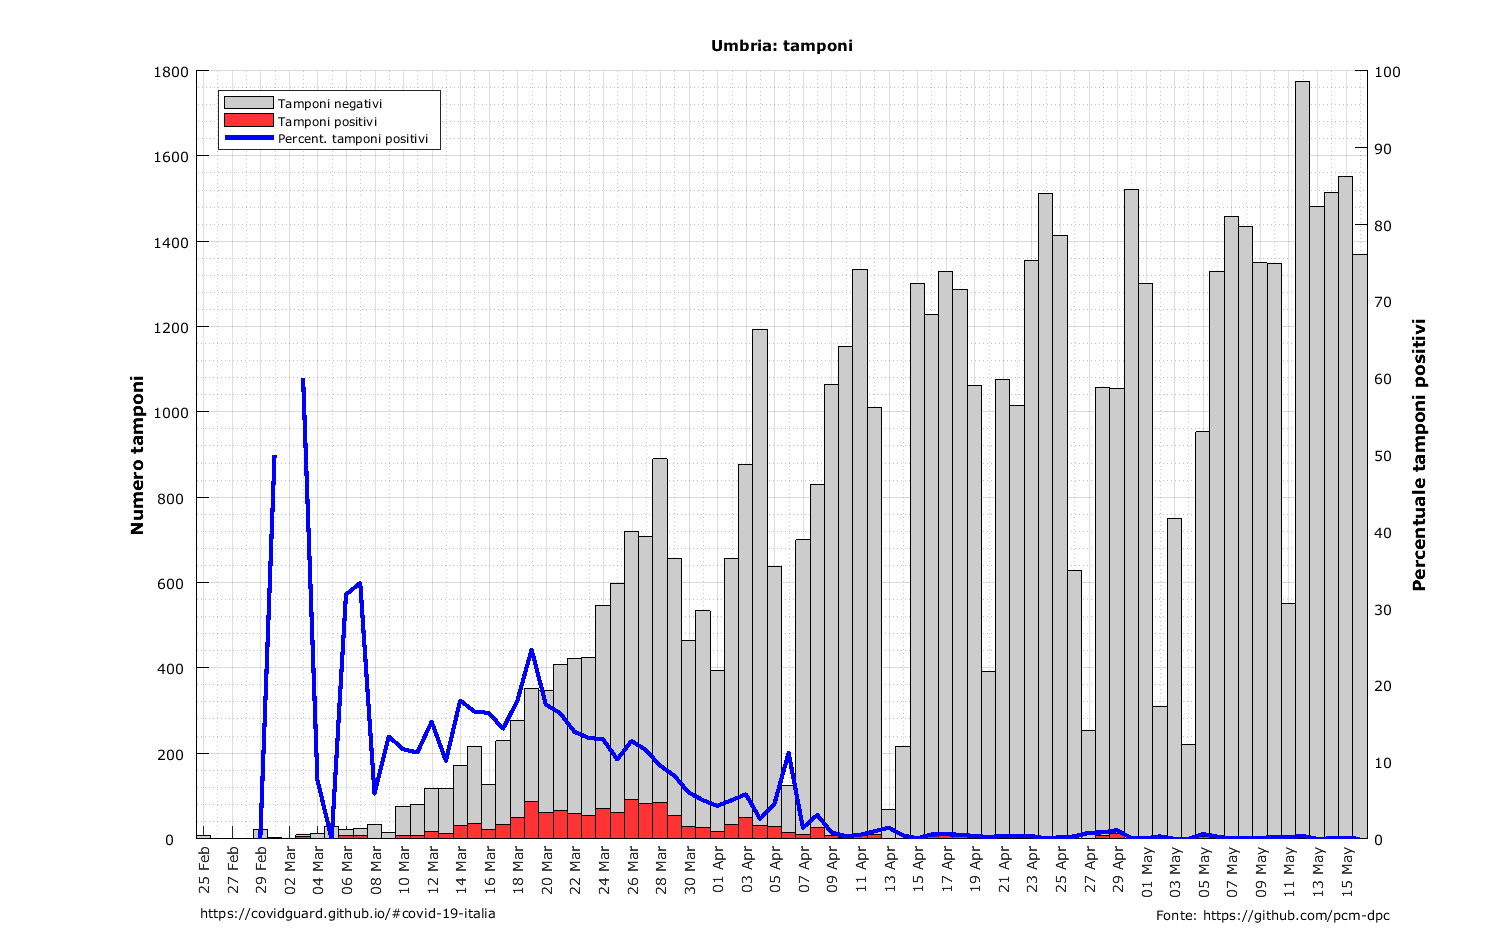 Umbria: tamponi
Tamponi negativi
Tamponi positivi
Percent. tamponi positivi
Numero tamponi
1800
1600
1400
1200
1000
800
600
400
200
0
100
90
80
70
60
50
40
30
20
10
0
Percentuale tamponi positivi
25 Feb
27 Feb
29 Feb
02 Mar
04 Mar
06 Mar
08 Mar
10 Mar
12 Mar
14 Mar
16 Mar
18 Mar
20 Mar
22 Mar
24 Mar
26 Mar
28 Mar
30 Mar
01 Apr
03 Apr
05 Apr
07 Apr
09 Apr
11 Apr
13 Apr
15 Apr
17 Apr
19 Apr
21 Apr
23 Apr
25 Apr
27 Apr
29 Apr
01 May
03 May
05 May
07 May
09 May
11 May
13 May
15 May
https://covidguard.github.io/#covid-19-italia
Fonte: https://github.com/pcm-dpc